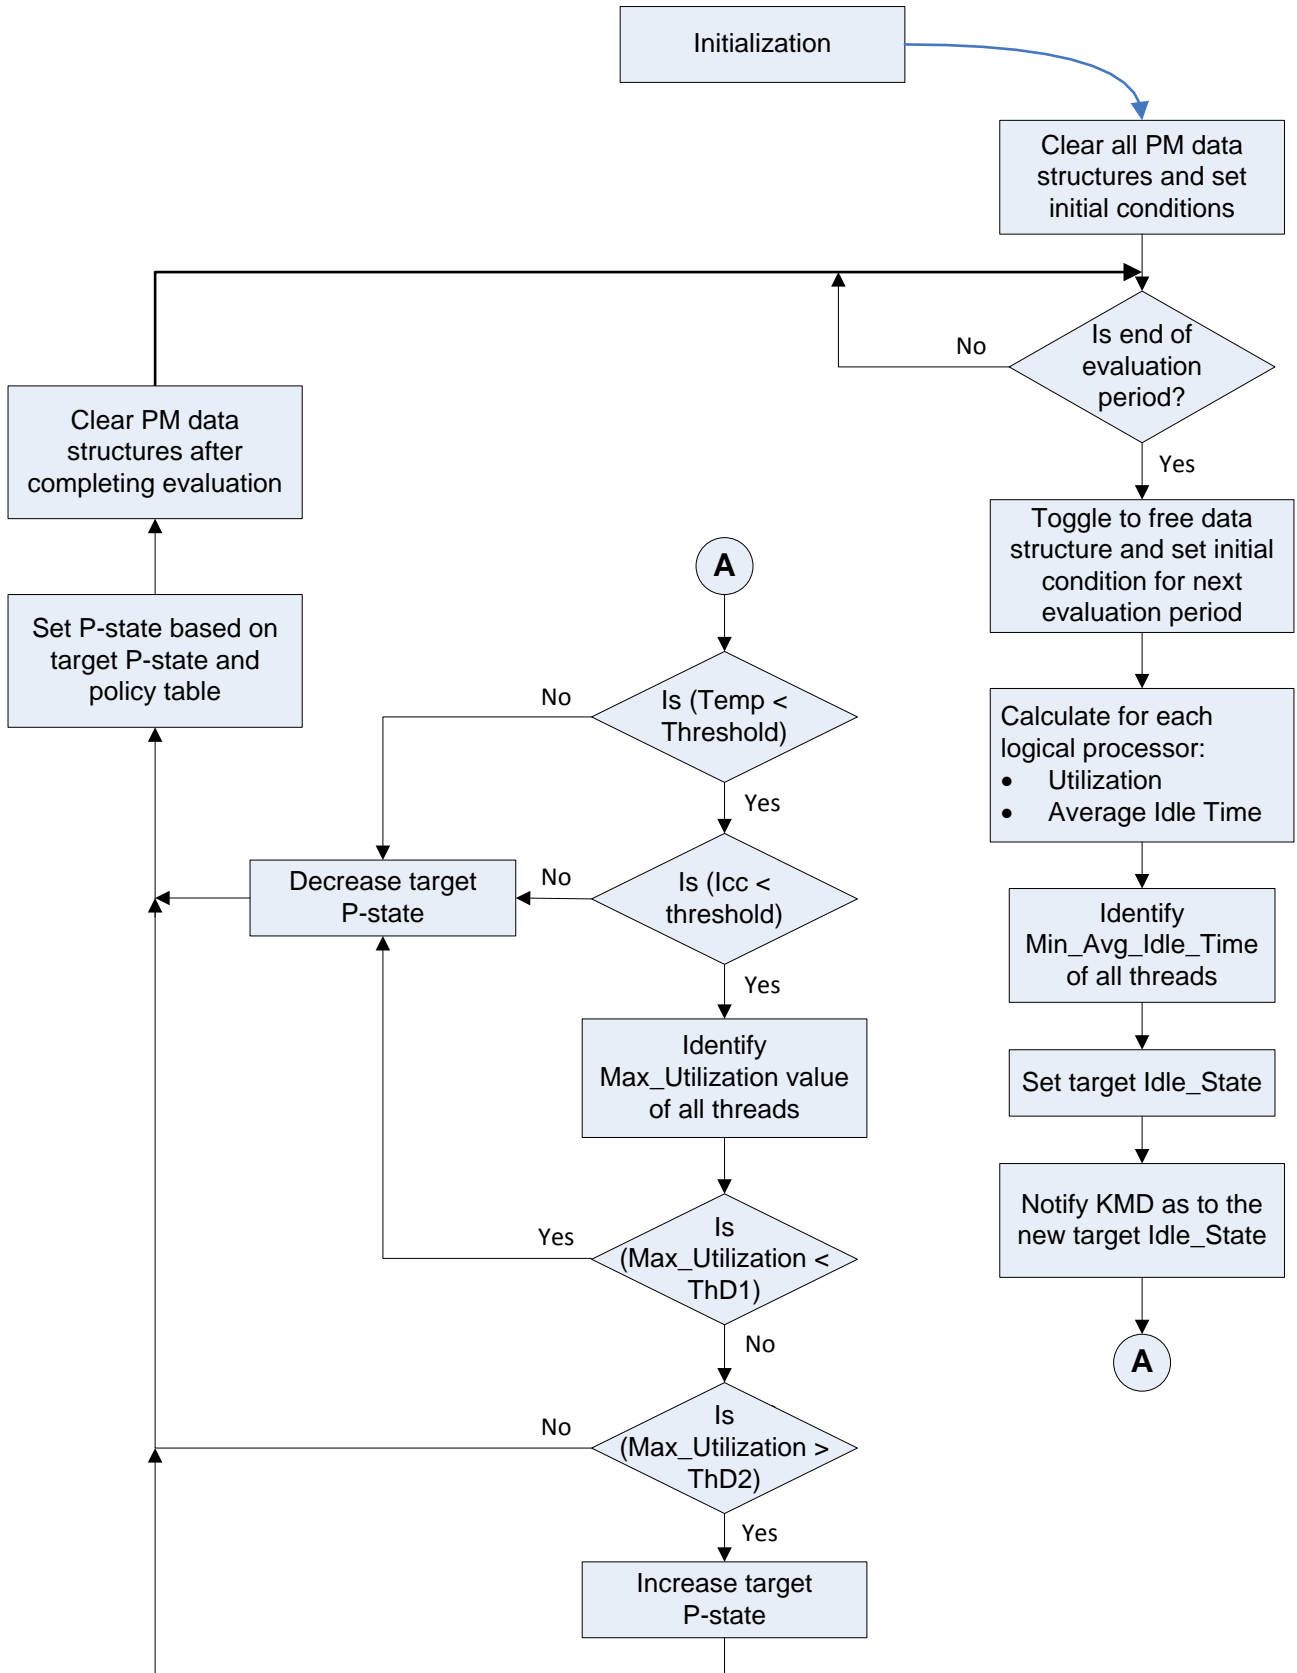 Initialization
Clear all PM data
structures and set
initial conditions
Is end of
evaluation
period?
No
Yes
Toggle to free data
structure and set initial
condition for next
evaluation period
Calculate for each
logical processor:
• Utilization
• Average Idle Time
Identify
Min_Avg_Idle_Time
of all threads
Set target Idle_State
Notify KMD as to the
new target Idle_State
A
A
Is (Temp <
Threshold)
No
Yes
Is (Icc <
threshold)
No
Yes
Decrease target
P-state
Identify
Max_Utilization value
of all threads
Is
(Max_Utilization <
ThD1)
Yes
No
Is
(Max_Utilization >
ThD2)
No
Yes
Increase target
P-state
Set P-state based on
target P-state and
policy table
Clear PM data
structures after
completing evaluation